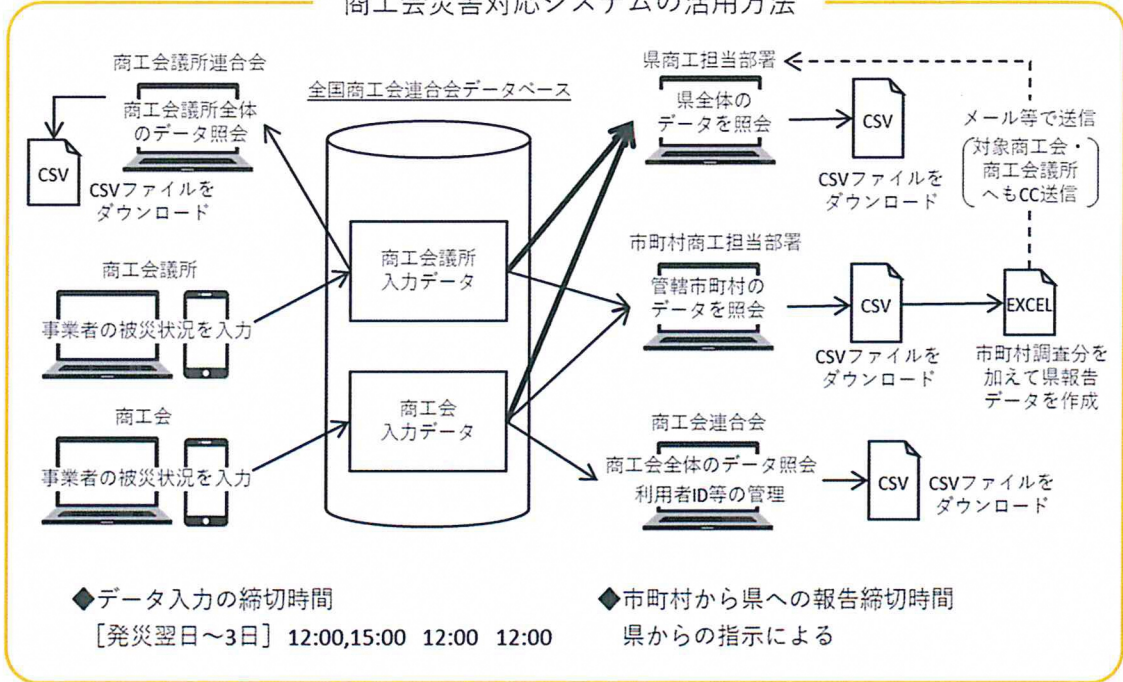 商工会災害対応システムの活用方法
商工会議所連合会
商工会議所全体
のデータ照会
CSV
CSVファイルを
ダウンロード
商工会議所
事業者の被災状況を入力
商工会
事業者の被災状況を入力
全国商工会連合会データベース
商工会議所
入力データ
商工会
入力データ
県商工担当部署
県全体の
データを照会
CSV
CSVファイルを
ダウンロード
メール等で送信
対象商工会・
商工会議所
へもCC送信
市町村商工担当部署
管轄市町村の
データを照会
CSV
CSVファイルを
ダウンロード
EXCEL
市町村調査分を
加えて県報告
データを作成
商工会連合会
商工会全体のデータ照会
利用者ID等の管理
CSV
CSVファイルを
ダウンロード
◆データ入力の締切時間
[発災翌日～3日] 12:00,15:00 12:00 12:00
◆市町村から県への報告締切時間
県からの指示による